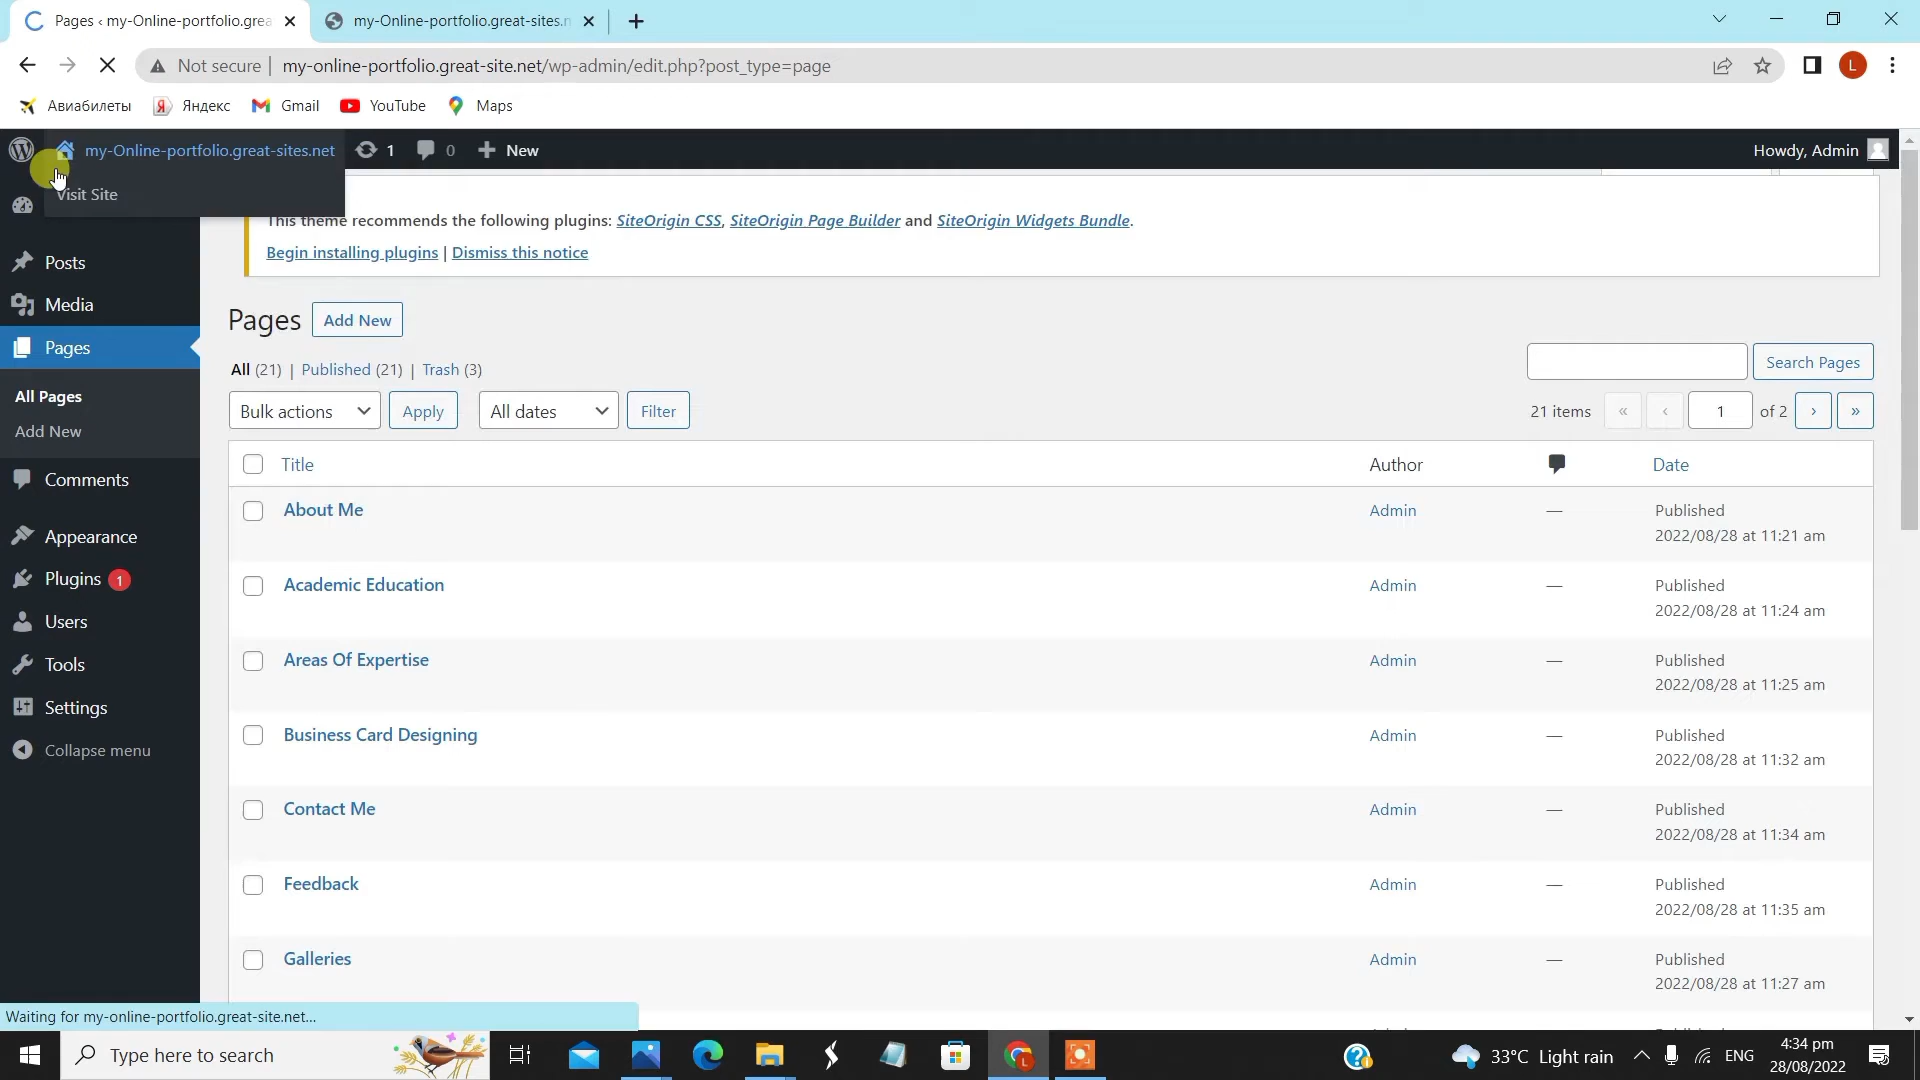 Pages ‹ my-Online-portfolio.grea
my-Online-portfolio.great-sites.n
Not secure | my-online-portfolio.great-site.net/wp-admin/edit.php?post_type=page
L
Авиабилеты
Яндекс
Gmail
YouTube
Maps
my-Online-portfolio.great-sites.net
1
0
New
Howdy, Admin
Visit Site
This theme recommends the following plugins: SiteOrigin CSS, SiteOrigin Page Builder and SiteOrigin Widgets Bundle.
Begin installing plugins | Dismiss this notice
Posts
Media
Pages
All Pages
Add New
Comments
Appearance
Plugins 1
Users
Tools
Settings
Collapse menu
Pages Add New
All (21) | Published (21) | Trash (3)
Search Pages
Bulk actions Apply All dates Filter
21 items « ‹ 1 of 2 › »
Title Author Date
About Me Admin — Published
2022/08/28 at 11:21 am
Academic Education Admin — Published
2022/08/28 at 11:24 am
Areas Of Expertise Admin — Published
2022/08/28 at 11:25 am
Business Card Designing Admin — Published
2022/08/28 at 11:32 am
Contact Me Admin — Published
2022/08/28 at 11:34 am
Feedback Admin — Published
2022/08/28 at 11:35 am
Galleries Admin — Published
2022/08/28 at 11:27 am
Waiting for my-online-portfolio.great-site.net...
Type here to search
33°C Light rain
ENG
4:34 pm
28/08/2022